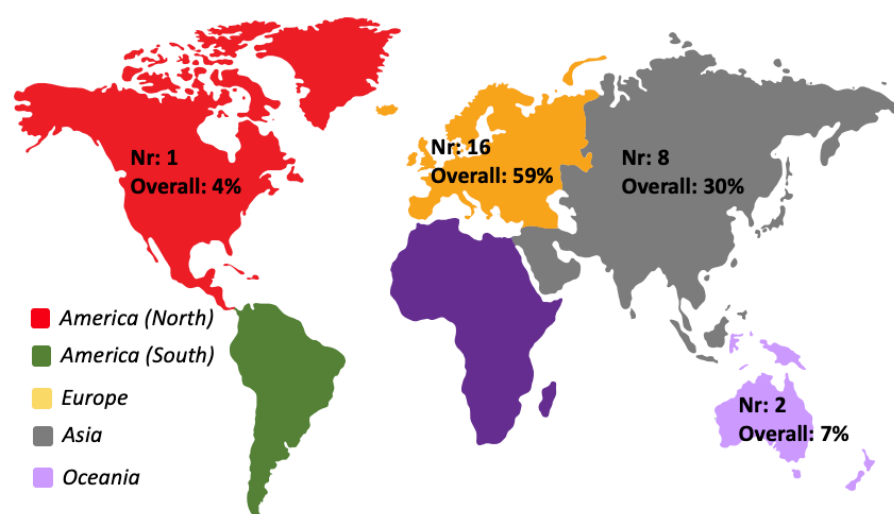 Nr: 1
Overall: 4%
Nr: 16
Overall: 59%
Nr: 8
Overall: 30%
America (North)
America (South)
Europe
Asia
Oceania
Nr: 2
Overall: 7%